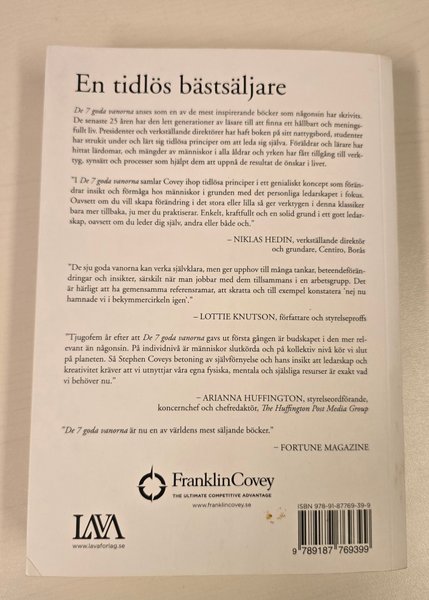 En tidlös bästsäljare
De 7 goda vanorna anses som en av de mest inspirerande böcker som någonsin har skrivits.
De senaste 25 åren har den lett generationer av läsare till att finna ett hållbart och menings-
fullt liv. Presidenter och verkställande direktörer har haft boken på sitt nattygsbord, studenter
har strukit under och lärt sig tidlösa principer om att leda sig själva. Föräldrar och lärare har
hittat lärdomar, och mängder av människor i alla åldrar och yrken har fått tillgång till verk-
tyg, synsätt och processer som hjälpt dem att uppnå de resultat de önskar i livet.
"I De 7 goda vanorna samlar Covey ihop tidlösa principer i ett genialiskt koncept som förän-
drar insikt och förmåga hos människor i grunden med det personliga ledarskapet i fokus.
Oavsett om du vill skapa förändring i det stora eller lilla så ger verktygen i denna klassiker
bara mer tillbaka, ju mer du praktiserar. Enkelt, kraftfullt och en solid grund i ett gott ledar-
skap, oavsett om du leder dig själv, andra eller både och."
– NIKLAS HEDIN, verkställande direktör
och grundare, Centiro, Borås
"De sju goda vanorna kan verka självklara, men ger upphov till många tankar, beteendeförän-
dringar och insikter, särskilt när man jobbar med dem tillsammans i en arbetsgrupp. Det
är härligt att ha gemensamma referensramar, att skratta och till exempel konstatera 'nej nu
hamnade vi i bekymmercirkeln igen'."
– LOTTIE KNUTSON, författare och styrelseproffs
"Tjugofem år efter att De 7 goda vanorna gavs ut första gången är budskapet i den mer rel-
evant än någonsin. På individnivå är människor slutkörda och på kollektiv nivå kör vi slut
på planeten. Så Stephen Coveys betoning av självförnyelse och hans insikt att ledarskap och
kreativitet kräver att vi utnyttjar våra egna fysiska, mentala och själsliga resurser är exakt vad
vi behöver nu."
– ARIANNA HUFFINGTON, styrelseordförande,
koncernchef och chefredaktör, The Huffington Post Media Group
"De 7 goda vanorna är nu en av världens mest säljande böcker."
– FORTUNE MAGAZINE
FranklinCovey
THE ULTIMATE COMPETITIVE ADVANTAGE
www.franklincovey.se
LAVA
www.lavaforlag.se
ISBN 978-91-87769-39-9
9 789187 769399